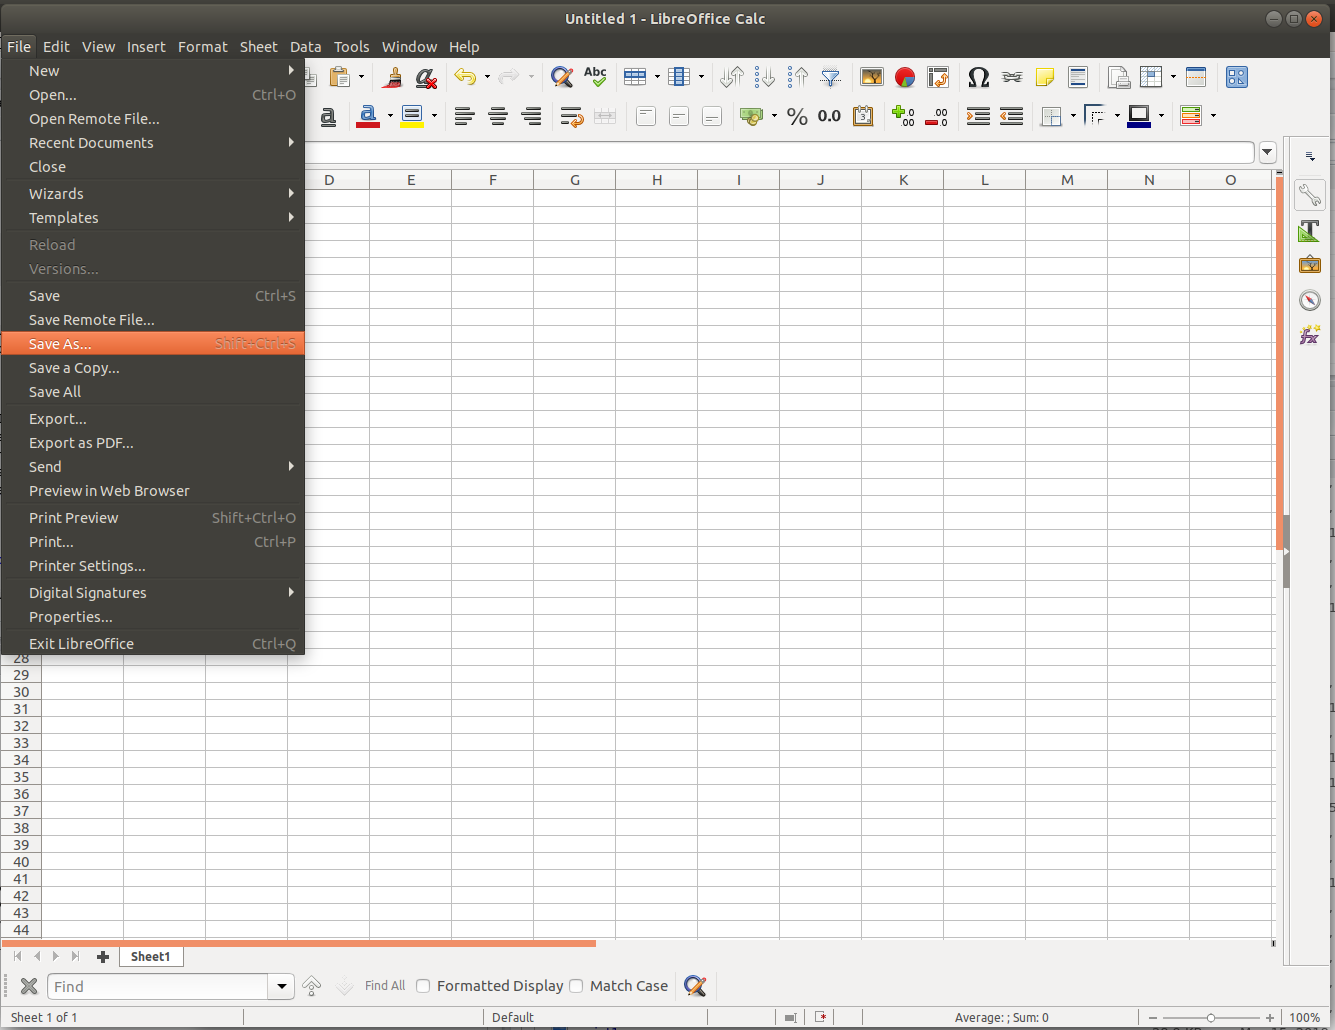 Untitled 1 - LibreOffice Calc
File Edit View Insert Format Sheet Data Tools Window Help
New
Open... Ctrl+O
Open Remote File...
Recent Documents
Close
Wizards
Templates
Reload
Versions...
Save Ctrl+S
Save Remote File...
Save As... Shift+Ctrl+S
Save a Copy...
Save All
Export...
Export as PDF...
Send
Preview in Web Browser
Print Preview Shift+Ctrl+O
Print... Ctrl+P
Printer Settings...
Digital Signatures
Properties...
Exit LibreOffice Ctrl+Q
Abc
a a % 0.0
D E F G H I J K L M N O
28
29
30
31
32
33
34
35
36
37
38
39
40
41
42
43
44
Sheet1
Find Find All Formatted Display Match Case
Sheet 1 of 1 Default Average: ; Sum: 0 100%